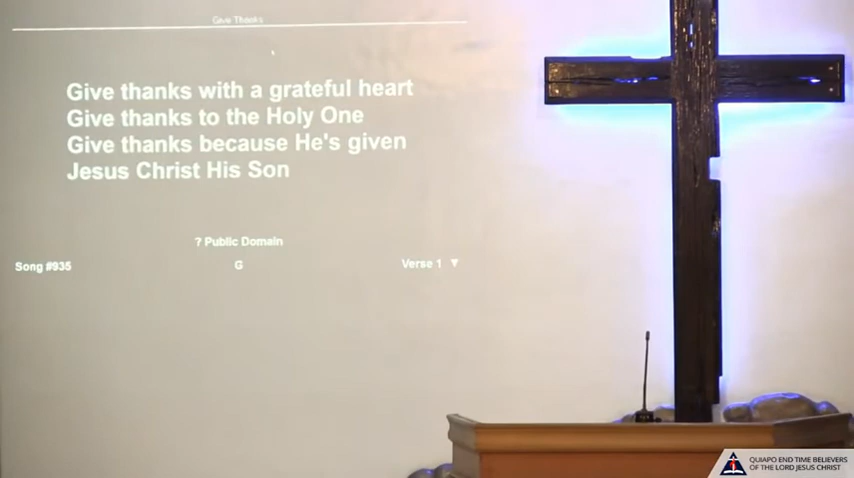 Give Thanks
Give thanks with a grateful heart
Give thanks to the Holy One
Give thanks because He's given
Jesus Christ His Son
? Public Domain
Song #935
G
Verse 1 ▼
QUIAPO END TIME BELIEVERS
OF THE LORD JESUS CHRIST